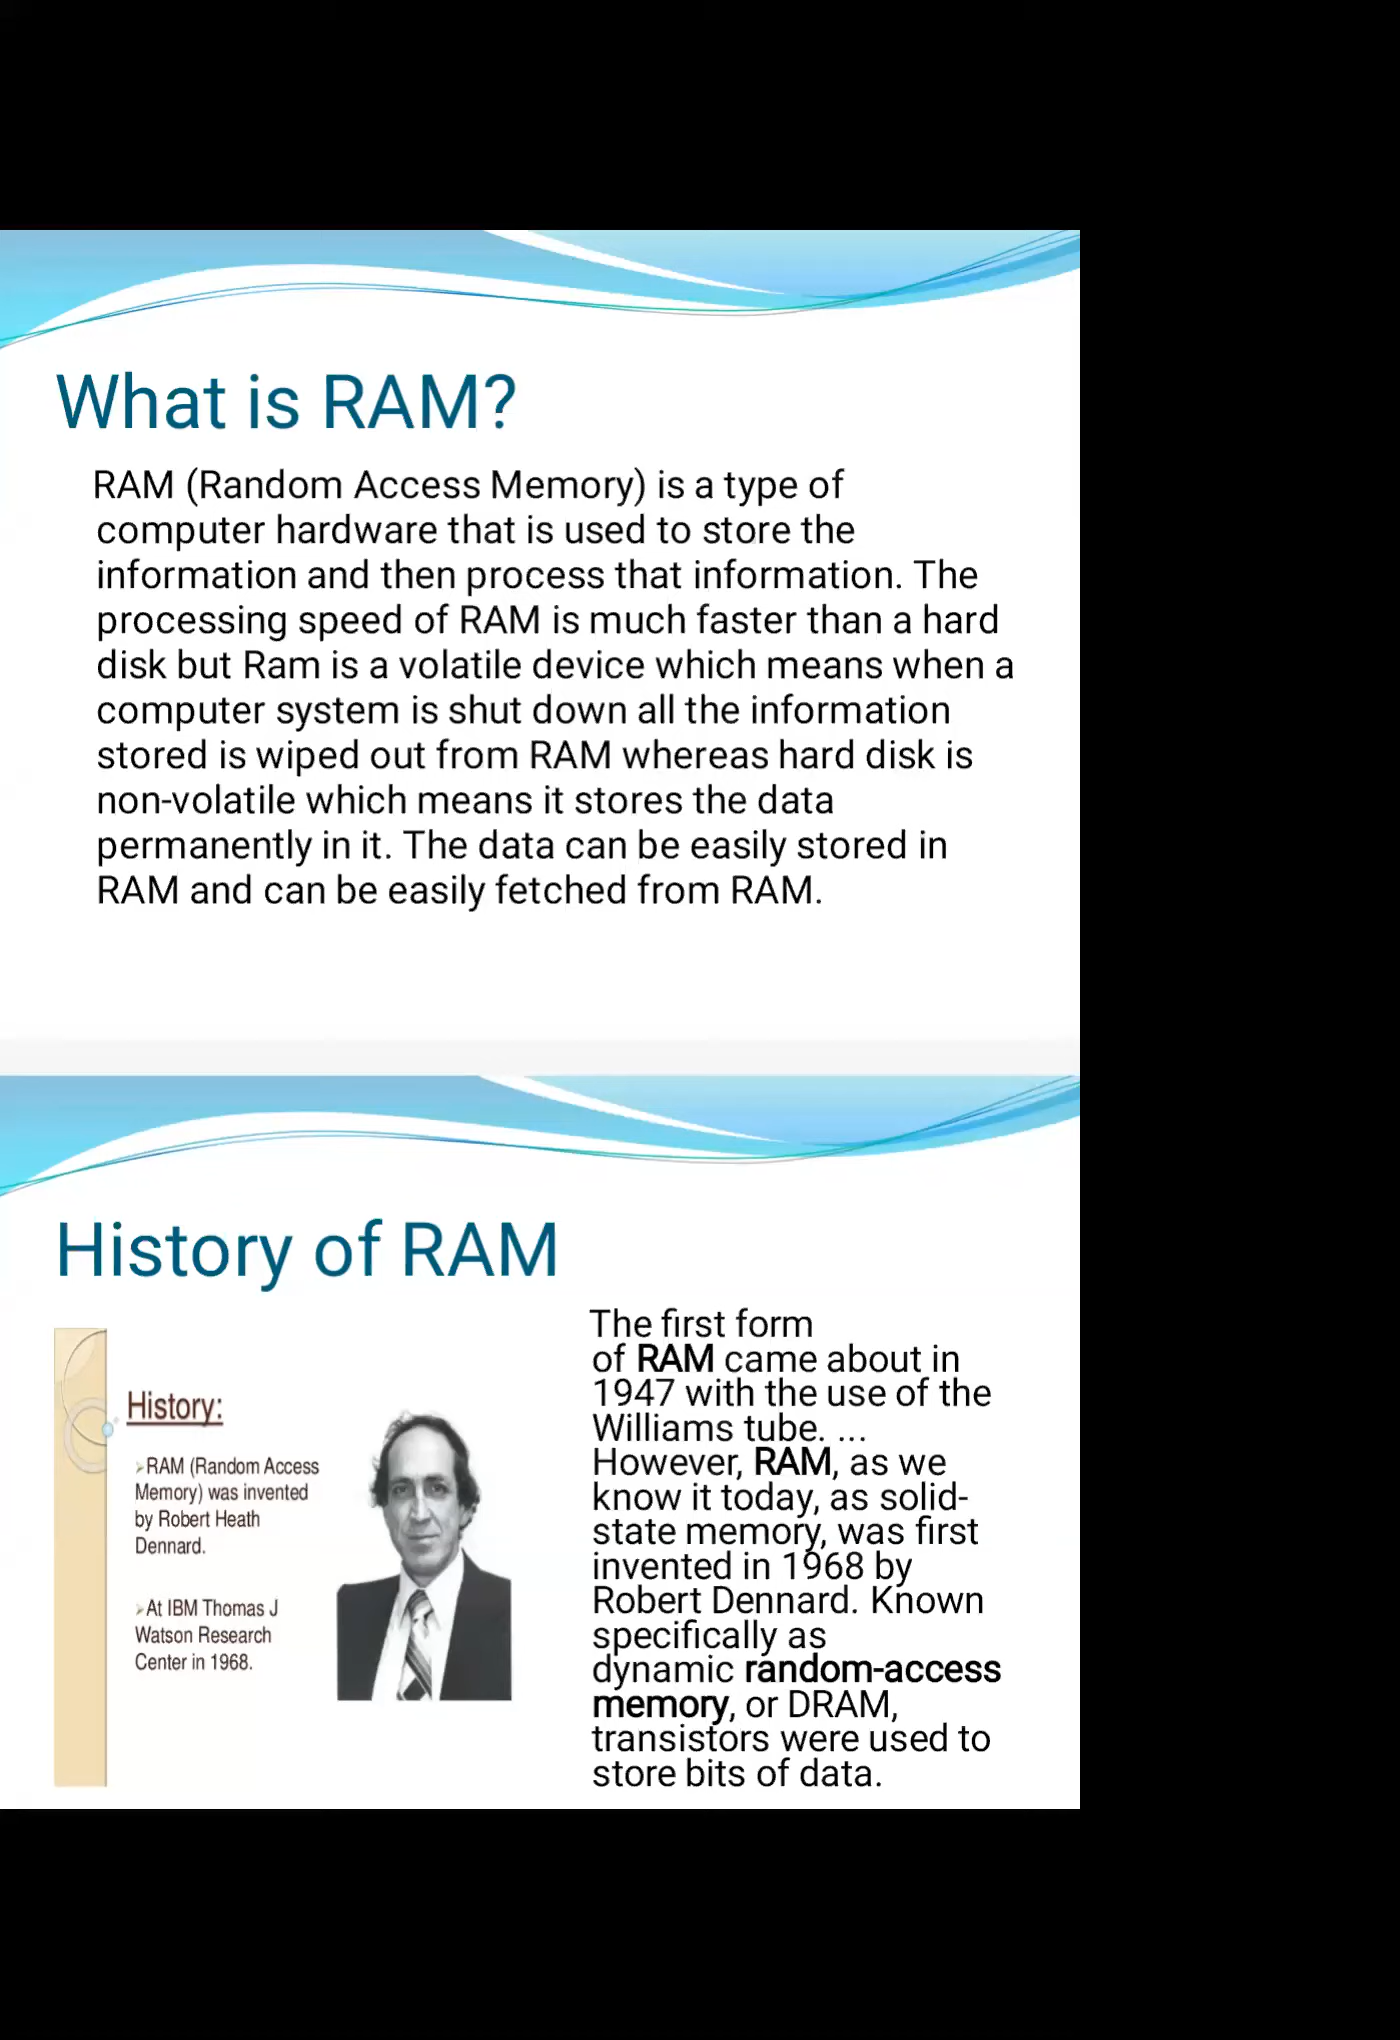 What is RAM?
RAM (Random Access Memory) is a type of
computer hardware that is used to store the
information and then process that information. The
processing speed of RAM is much faster than a hard
disk but Ram is a volatile device which means when a
computer system is shut down all the information
stored is wiped out from RAM whereas hard disk is
non-volatile which means it stores the data
permanently in it. The data can be easily stored in
RAM and can be easily fetched from RAM.
History of RAM
History:
➢RAM (Random Access
Memory) was invented
by Robert Heath
Dennard.
➢At IBM Thomas J
Watson Research
Center in 1968.
The first form
of RAM came about in
1947 with the use of the
Williams tube. ...
However, RAM, as we
know it today, as solid-
state memory, was first
invented in 1968 by
Robert Dennard. Known
specifically as
dynamic random-access
memory, or DRAM,
transistors were used to
store bits of data.